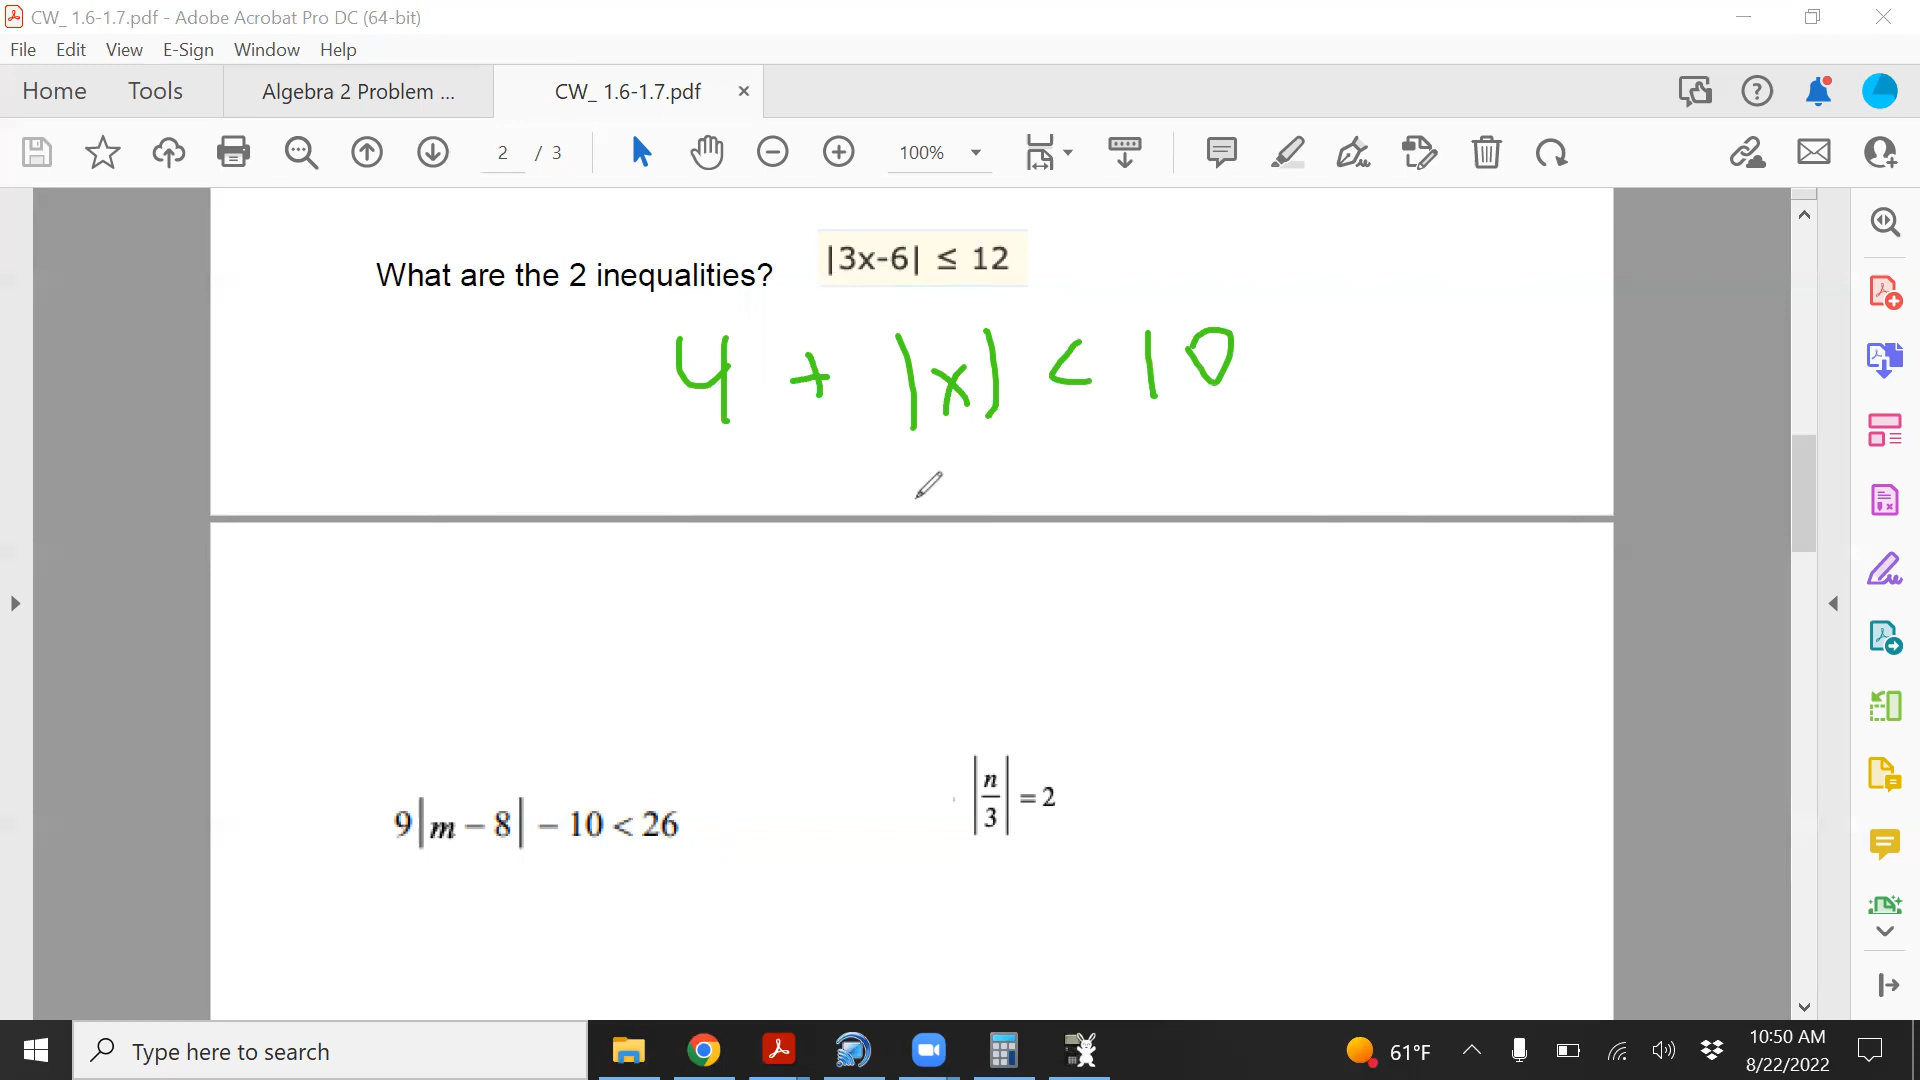 CW_ 1.6-1.7.pdf - Adobe Acrobat Pro DC (64-bit)
File Edit View E-Sign Window Help
Home Tools Algebra 2 Problem ... CW_ 1.6-1.7.pdf ×
2 / 3 100%
What are the 2 inequalities? |3x-6| ≤ 12
4 + |x| < 10
9|m − 8| − 10 < 26
|n/3| = 2
Type here to search
61°F
10:50 AM
8/22/2022